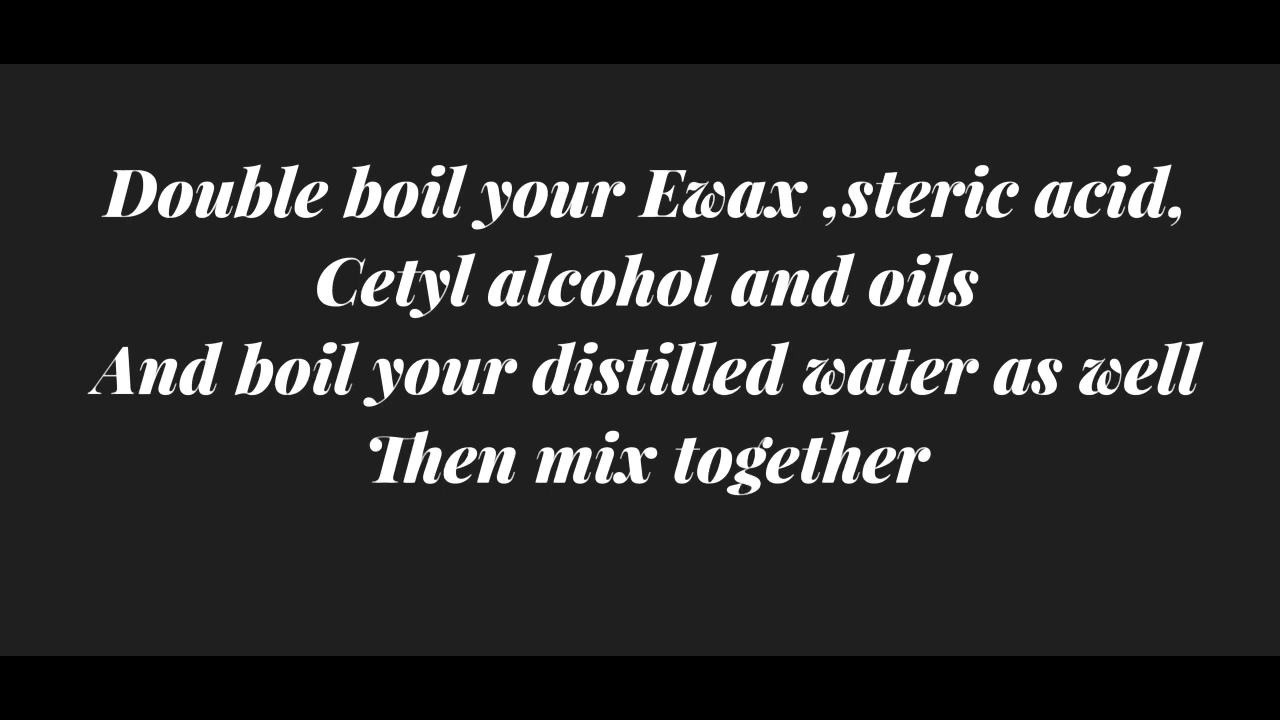 Double boil your Ewax ,steric acid,
Cetyl alcohol and oils
And boil your distilled water as well
Then mix together